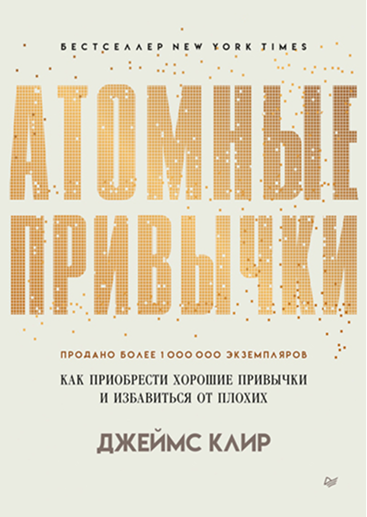 БЕСТСЕЛЛЕР NEW YORK TIMES
АТОМНЫЕ
ПРИВЫЧКИ
ПРОДАНО БОЛЕЕ 1 000 000 ЭКЗЕМПЛЯРОВ
КАК ПРИОБРЕСТИ ХОРОШИЕ ПРИВЫЧКИ
И ИЗБАВИТЬСЯ ОТ ПЛОХИХ
ДЖЕЙМС КЛИР